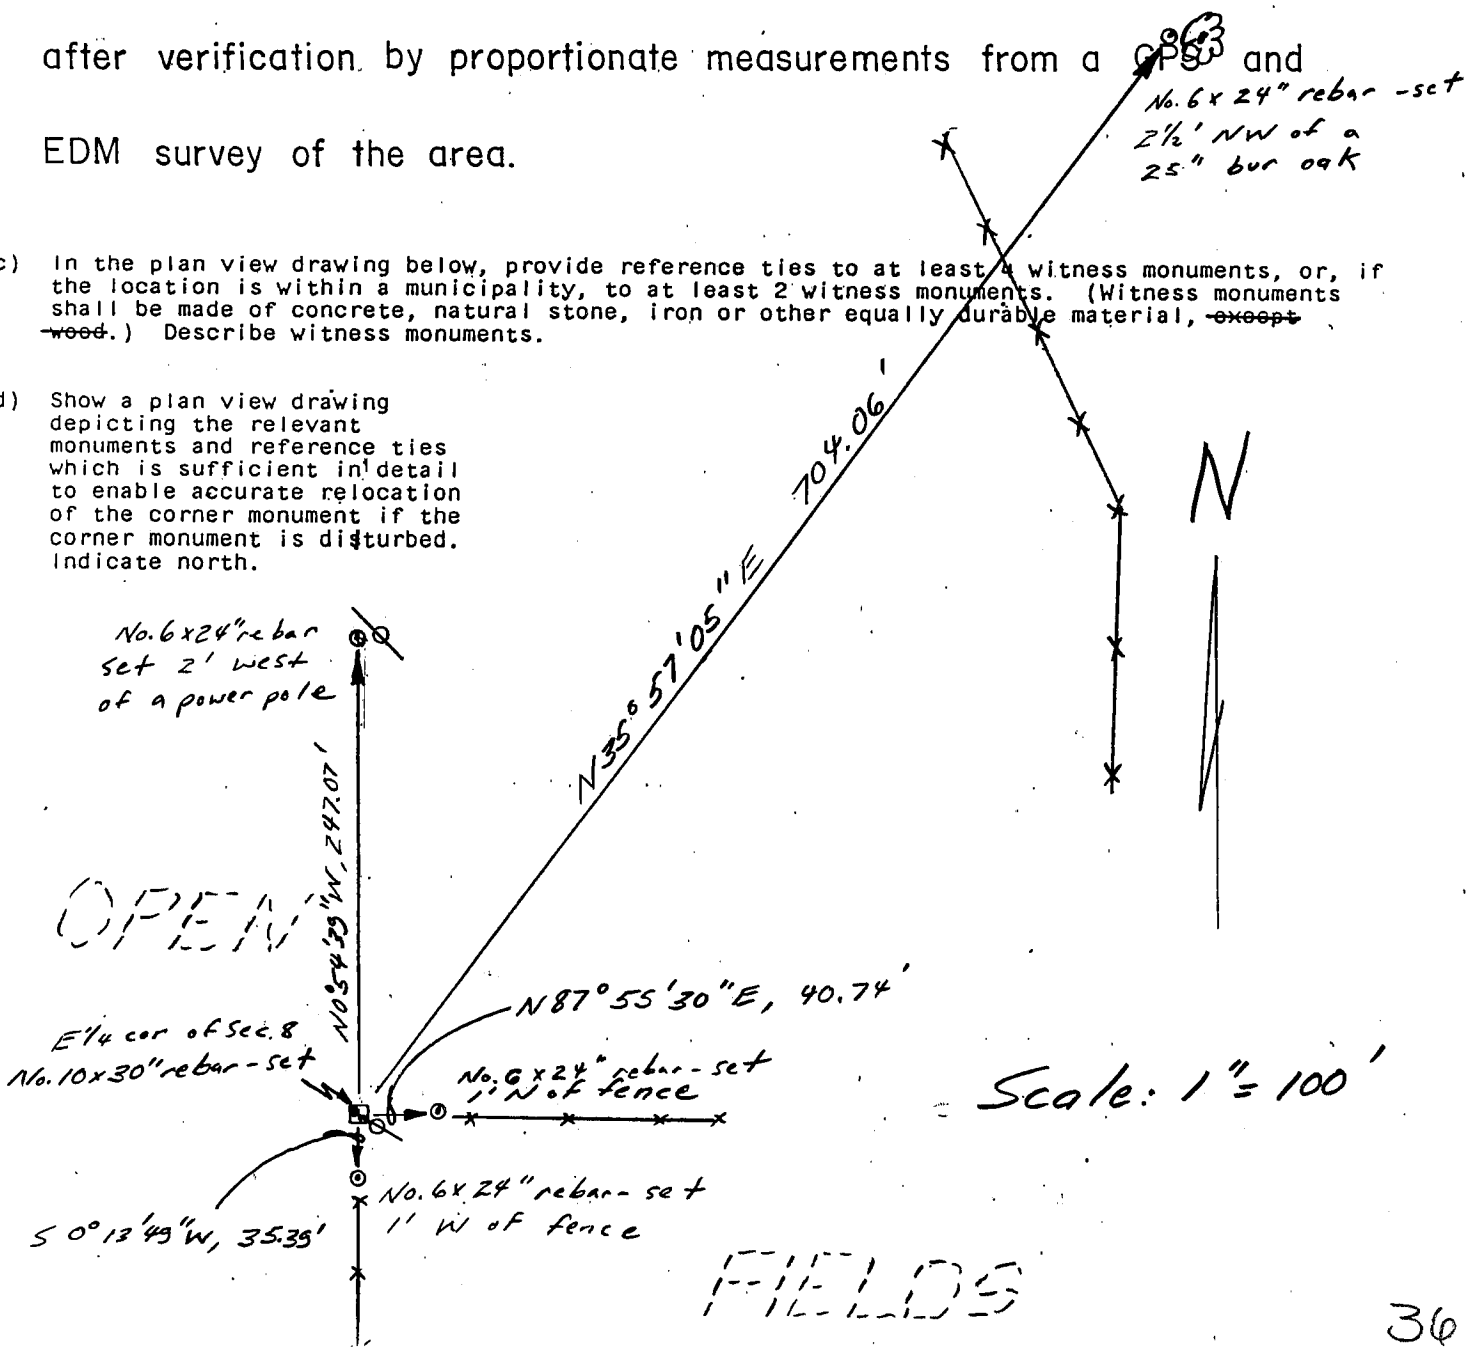 after verification by proportionate measurements from a GPS and
No. 6 x 24" rebar - set
2½' NW of a
25" bur oak
EDM survey of the area.
c) In the plan view drawing below, provide reference ties to at least 4 witness monuments, or, if
the location is within a municipality, to at least 2 witness monuments. (Witness monuments
shall be made of concrete, natural stone, iron or other equally durable material, except
wood.) Describe witness monuments.
d) Show a plan view drawing
depicting the relevant
monuments and reference ties
which is sufficient in detail
to enable accurate relocation
of the corner monument if the
corner monument is disturbed.
Indicate north.
N
N35°57'05"E 704.06'
No. 6 x 24" rebar
set 2' west
of a power pole
N0°54'39"W, 247.07'
OPEN
N87°55'30"E, 40.74'
E¼ cor of Sec. 8
No. 10 x 30" rebar - set
No. 6 x 24" rebar - set
1' N of fence
Scale: 1" = 100'
No. 6 x 24" rebar - set
1' W of fence
S 0°13'49"W, 35.39'
FIELDS
36